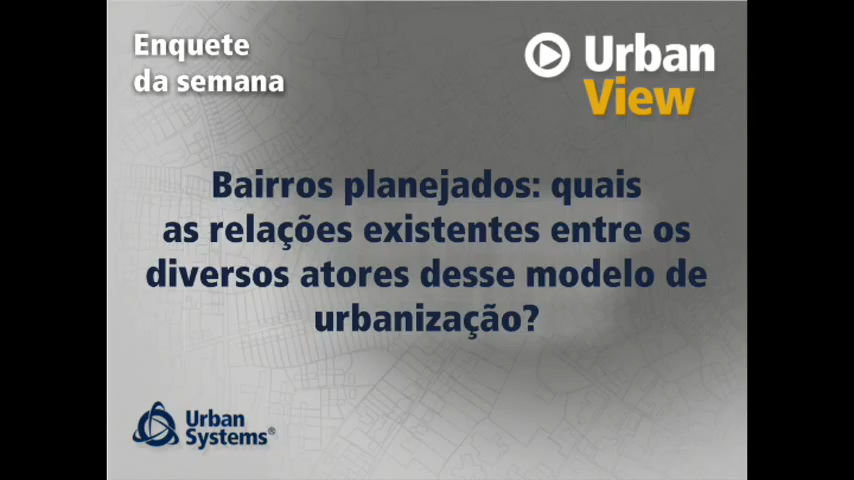 Enquete
da semana
Urban
View
Bairros planejados: quais
as relações existentes entre os
diversos atores desse modelo de
urbanização?
Urban
Systems®